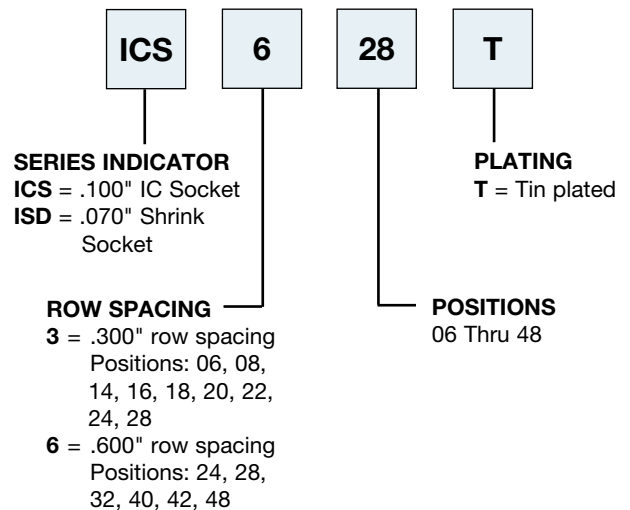 ICS 6 28 T
SERIES INDICATOR
ICS = .100" IC Socket
ISD = .070" Shrink
Socket
PLATING
T = Tin plated
ROW SPACING
3 = .300" row spacing
Positions: 06, 08,
14, 16, 18, 20, 22,
24, 28
6 = .600" row spacing
Positions: 24, 28,
32, 40, 42, 48
POSITIONS
06 Thru 48